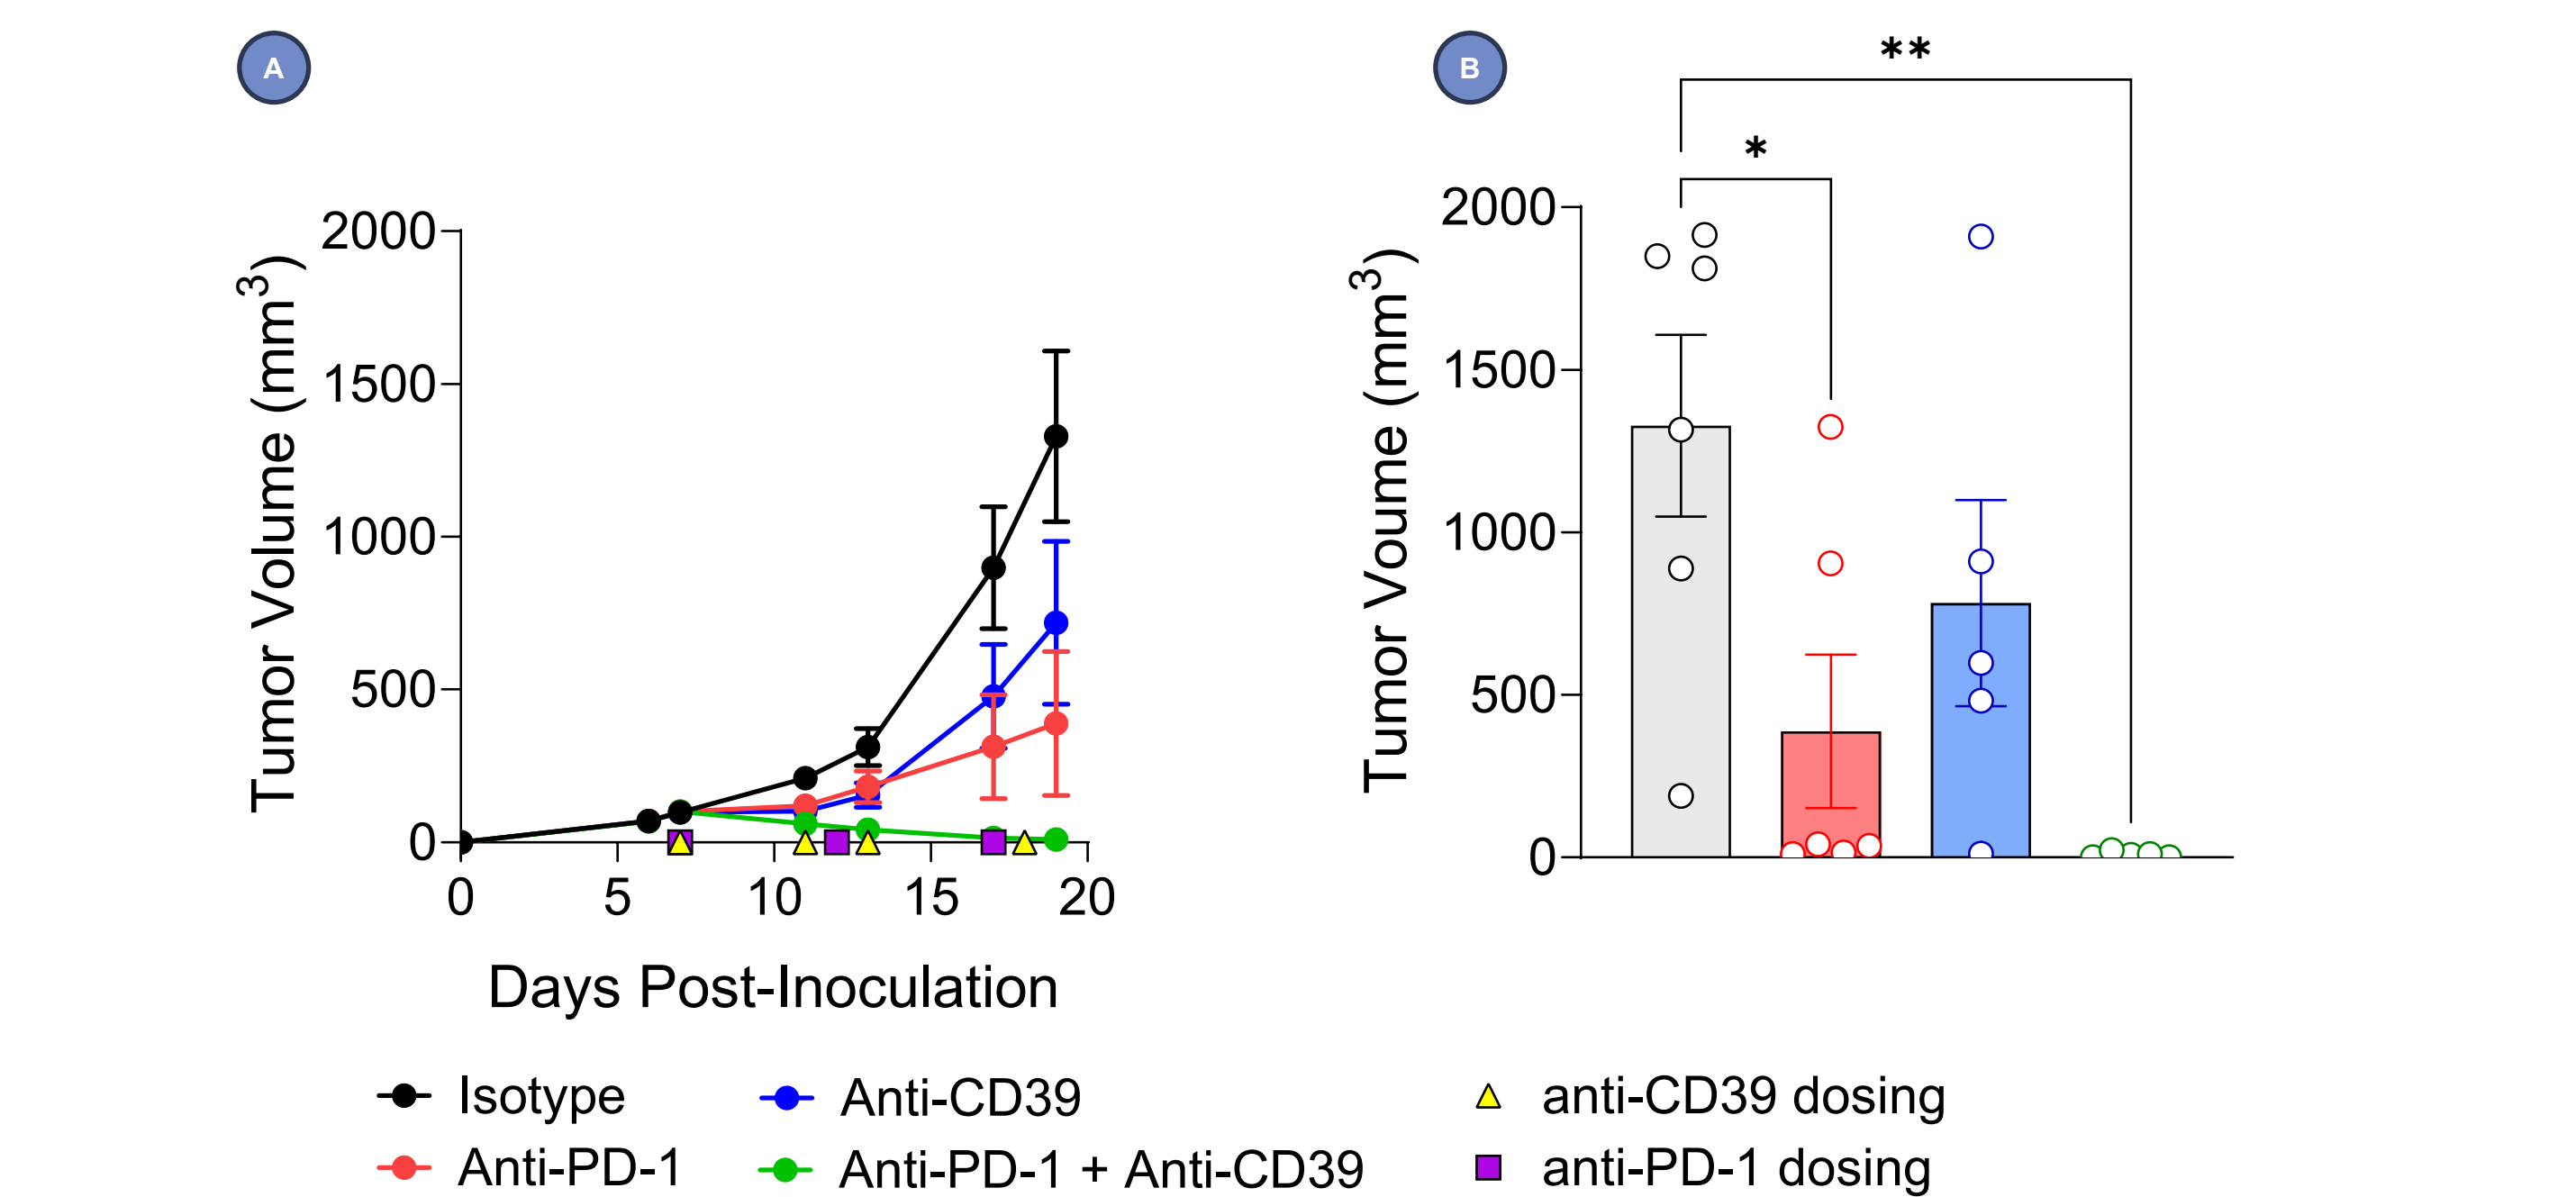 A
B
**
*
2000
1500
1000
500
0
Tumor Volume (mm³)
0 5 10 15 20
Days Post-Inoculation
2000
1500
1000
500
0
Tumor Voume (mm³)
Isotype
Anti-CD39
anti-CD39 dosing
Anti-PD-1
Anti-PD-1 + Anti-CD39
anti-PD-1 dosing